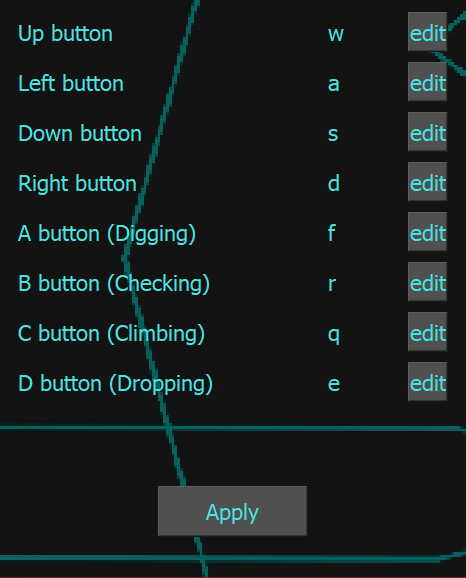 Up button w edit
Left button a edit
Down button s edit
Right button d edit
A button (Digging) f edit
B button (Checking) r edit
C button (Climbing) q edit
D button (Dropping) e edit
Apply